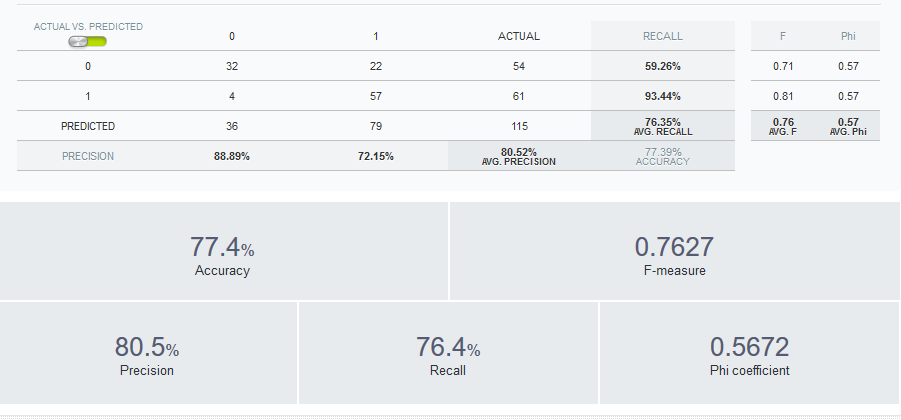 ACTUAL VS. PREDICTED 0 1 ACTUAL RECALL F Phi
0 32 22 54 59.26% 0.71 0.57
1 4 57 61 93.44% 0.81 0.57
PREDICTED 36 79 115 76.35% 0.76 0.57
AVG. RECALL AVG. F AVG. Phi
PRECISION 88.89% 72.15% 80.52% 77.39%
AVG. PRECISION ACCURACY
77.4% 0.7627
Accuracy F-measure
80.5% 76.4% 0.5672
Precision Recall Phi coefficient